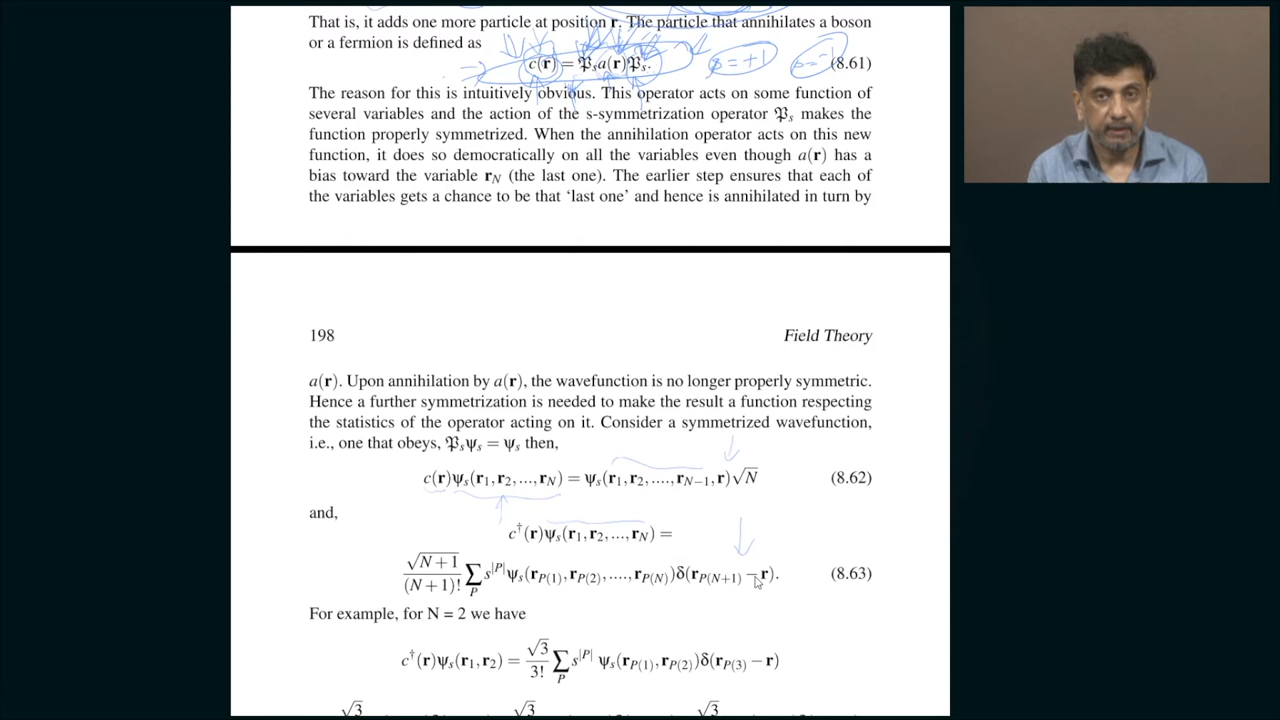 That is, it adds one more particle at position r. The particle that annihilates a boson
or a fermion is defined as
c(r) = 𝔓ₛa(r)𝔓ₛ. s=+1 s=-1 (8.61)
The reason for this is intuitively obvious. This operator acts on some function of
several variables and the action of the s-symmetrization operator 𝔓ₛ makes the
function properly symmetrized. When the annihilation operator acts on this new
function, it does so democratically on all the variables even though a(r) has a
bias toward the variable r_N (the last one). The earlier step ensures that each of
the variables gets a chance to be that ‘last one’ and hence is annihilated in turn by
198 Field Theory
a(r). Upon annihilation by a(r), the wavefunction is no longer properly symmetric.
Hence a further symmetrization is needed to make the result a function respecting
the statistics of the operator acting on it. Consider a symmetrized wavefunction,
i.e., one that obeys, 𝔓ₛψₛ = ψₛ then,
c(r)ψₛ(r₁,r₂,...,r_N) = ψₛ(r₁,r₂,....,r_{N−1},r)√N (8.62)
and,
c†(r)ψₛ(r₁,r₂,...,r_N) =
√(N+1)/(N+1)! ∑_P s^{|P|}ψₛ(r_{P(1)},r_{P(2)},....,r_{P(N)})δ(r_{P(N+1)} − r). (8.63)
For example, for N = 2 we have
c†(r)ψₛ(r₁,r₂) = √3/3! ∑_P s^{|P|} ψₛ(r_{P(1)},r_{P(2)})δ(r_{P(3)} − r)
√3 √3 √3